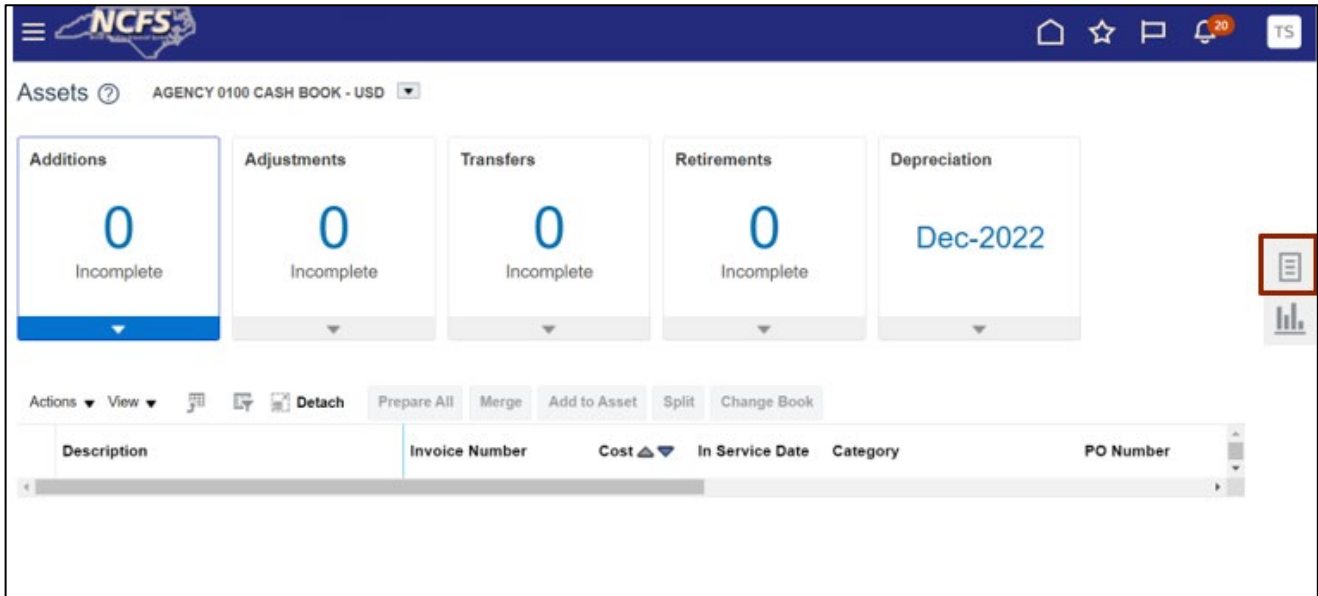 NCFS
20
TS
Assets ? AGENCY 0100 CASH BOOK - USD
Additions Adjustments Transfers Retirements Depreciation
0 0 0 0 Dec-2022
Incomplete Incomplete Incomplete Incomplete
Actions View Detach Prepare All Merge Add to Asset Split Change Book
Description Invoice Number Cost In Service Date Category PO Number